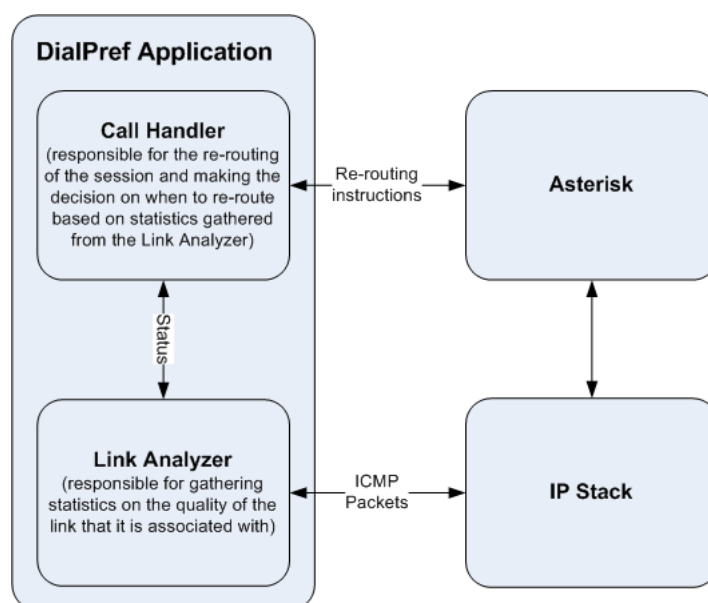 DialPref Application
Call Handler
(responsible for the re-routing
of the session and making the
decision on when to re-route
based on statistics gathered
from the Link Analyzer)
Re-routing
instructions
Asterisk
Status
Link Analyzer
(responsible for gathering
statistics on the quality of the
link that it is associated with)
ICMP
Packets
IP Stack